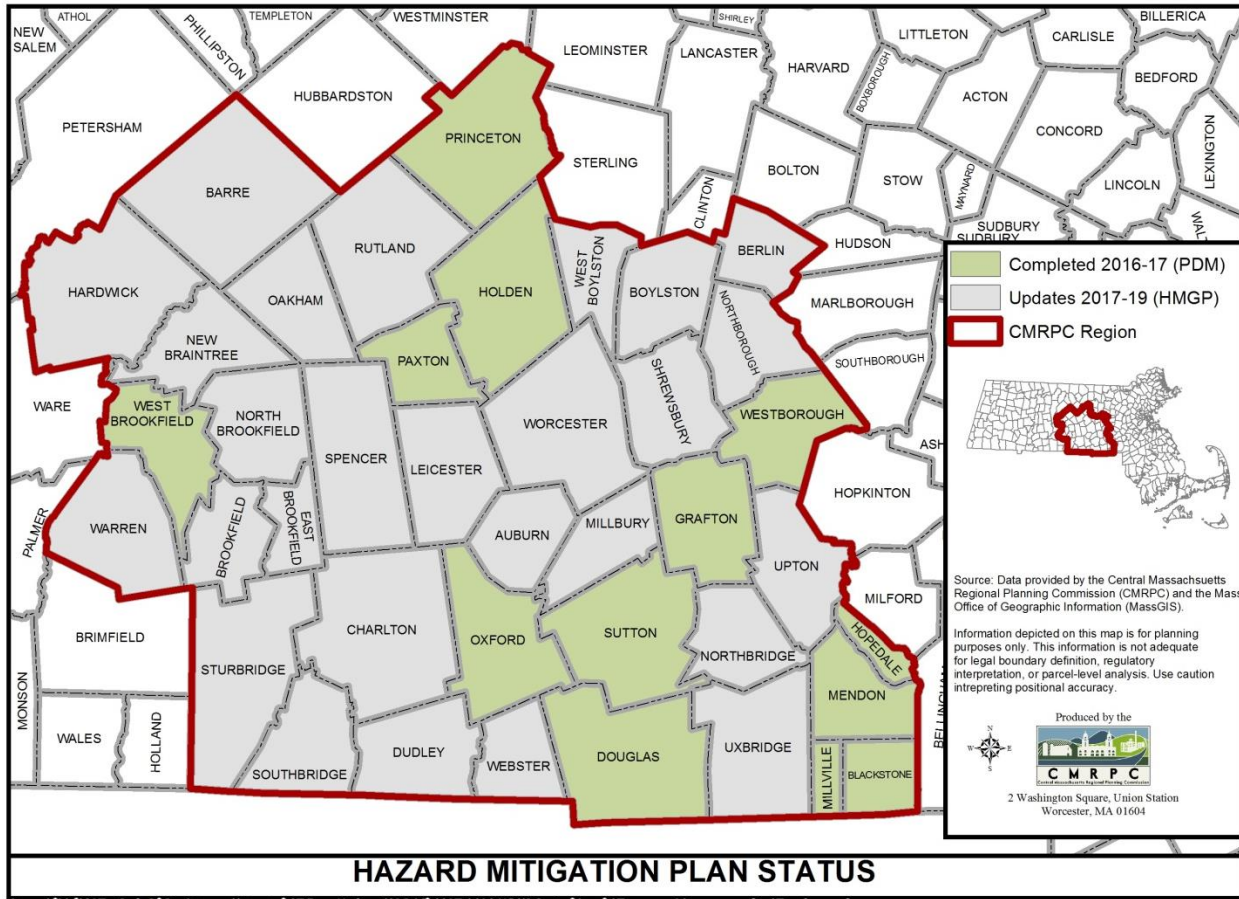 ATHOL
TEMPLETON
WESTMINSTER
SHIRLEY
LITTLETON
CARLISLE
BILLERICA
NEW
SALEM
PHILLIPSTON
LEOMINSTER
LANCASTER
HARVARD
BOXBOROUGH
ACTON
BEDFORD
HUBBARDSTON
PETERSHAM
PRINCETON
CONCORD
LEXINGTON
STERLING
BOLTON
STOW
MAYNARD
LINCOLN
BARRE
CLINTON
SUDBURY
SUDBURY
RUTLAND
WEST
BOYLSTON
BERLIN
HUDSON
HARDWICK
OAKHAM
HOLDEN
BOYLSTON
MARLBOROUGH
NEW
BRAINTREE
PAXTON
NORTHBOROUGH
SOUTHBOROUGH
WARE
WEST
BROOKFIELD
NORTH
BROOKFIELD
SHREWSBURY
WESTBOROUGH
WORCESTER
SPENCER
LEICESTER
HOPKINTON
PALMER
WARREN
BROOKFIELD
EAST
BROOKFIELD
AUBURN
MILLBURY
GRAFTON
UPTON
MILFORD
BRIMFIELD
CHARLTON
OXFORD
SUTTON
HOPEDALE
STURBRIDGE
NORTHBRIDGE
MENDON
MONSON
WALES
HOLLAND
DUDLEY
WEBSTER
DOUGLAS
UXBRIDGE
BELLINGHAM
SOUTHBRIDGE
MILLVILLE
BLACKSTONE
Completed 2016-17 (PDM)
Updates 2017-19 (HMGP)
CMRPC Region
Source: Data provided by the Central Massachsuetts
Regional Planning Commission (CMRPC) and the Mass
Office of Geographic Information (MassGIS).
Information depicted on this map is for planning
purposes only. This information is not adequate
for legal boundary definition, regulatory
interpretation, or parcel-level analysis. Use caution
intrepreting positional accuracy.
Produced by the
N
W
E
S
CMRPC
Central Massachusetts Regional Planning Commission
2 Washington Square, Union Station
Worcester, MA 01604
HAZARD MITIGATION PLAN STATUS